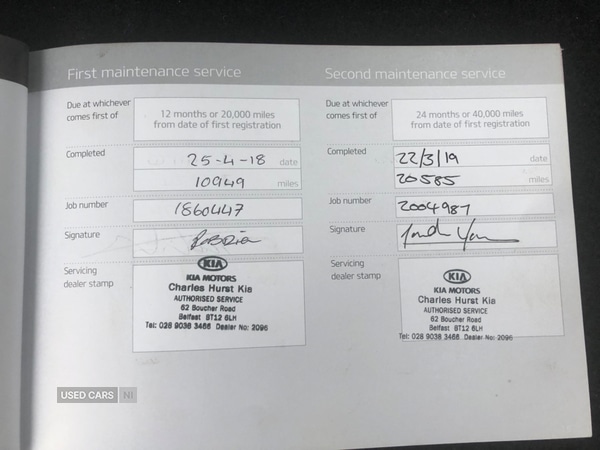 First maintenance service
Due at whichever
comes first of
12 months or 20,000 miles
from date of first registration
Completed
25-4-18 date
10949 miles
Job number
1860447
Signature
Servicing
dealer stamp
KIA
KIA MOTORS
Charles Hurst Kia
AUTHORISED SERVICE
62 Boucher Road
Belfast BT12 6LH
Tel: 028 9038 3466 Dealer No: 2096
Second maintenance service
Due at whichever
comes first of
24 months or 40,000 miles
from date of first registration
Completed
22/3/19 date
20585 miles
Job number
2004987
Signature
Servicing
dealer stamp
KIA
KIA MOTORS
Charles Hurst Kia
AUTHORISED SERVICE
62 Boucher Road
Belfast BT12 6LH
Tel: 028 9038 3466 Dealer No: 2096
USED CARS NI